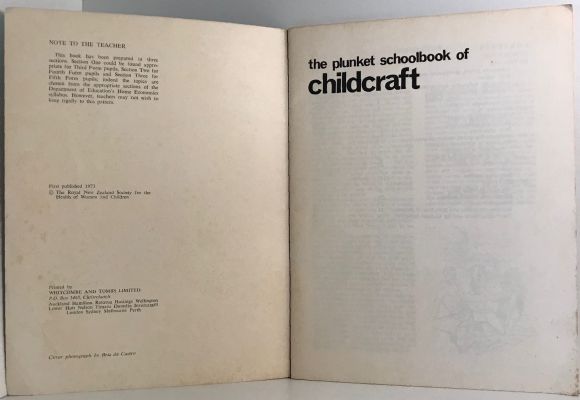 NOTE TO THE TEACHER
This book has been prepared in three
sections. Section One could be found appro-
priate for Third Form pupils, Section Two for
Fourth Form pupils and Section Three for
Fifth Form pupils; indeed the topics are
chosen from the appropriate sections of the
Department of Education's Home Economics
syllabus. However, teachers may not wish to
keep rigidly to this pattern.
First published 1973
© The Royal New Zealand Society for the
Health of Women and Children
Printed by
WHITCOMBE AND TOMBS LIMITED
P.O. Box 1465, Christchurch
Auckland Hamilton Rotorua Hastings Wellington
Lower Hutt Nelson Timaru Dunedin Invercargill
London Sydney Melbourne Perth
Cover photograph by Bria de Castro
the plunket schoolbook of
childcraft